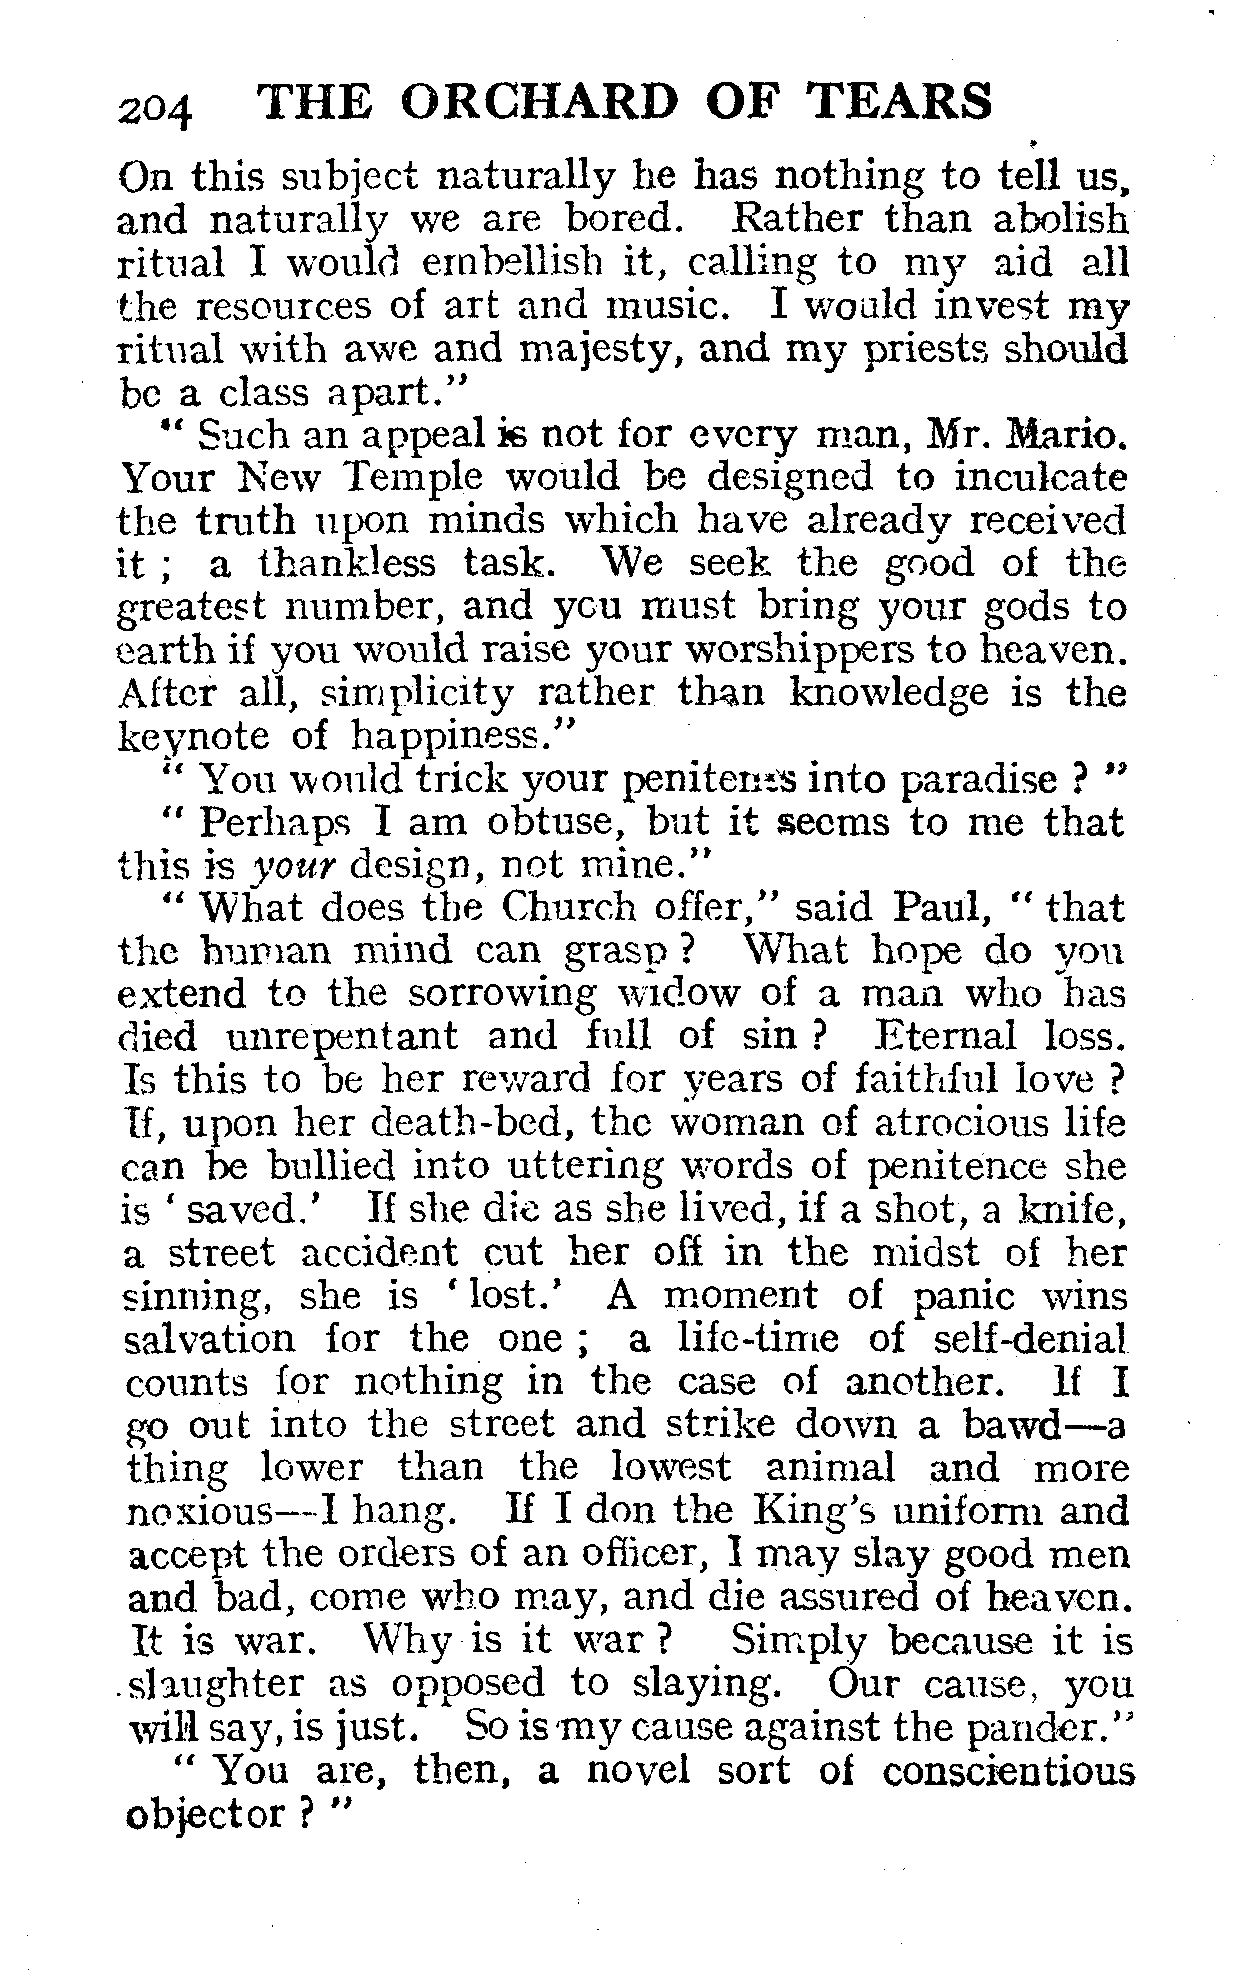 204 THE ORCHARD OF TEARS
On this subject naturally he has nothing to tell us,
and naturally we are bored. Rather than abolish
ritual I would embellish it, calling to my aid all
the resources of art and music. I would invest my
ritual with awe and majesty, and my priests should
be a class apart."
" Such an appeal is not for every man, Mr. Mario.
Your New Temple would be designed to inculcate
the truth upon minds which have already received
it ; a thankless task. We seek the good of the
greatest number, and you must bring your gods to
earth if you would raise your worshippers to heaven.
After all, simplicity rather than knowledge is the
keynote of happiness."
" You would trick your penitents into paradise ? "
" Perhaps I am obtuse, but it seems to me that
this is your design, not mine."
" What does the Church offer," said Paul, " that
the human mind can grasp ? What hope do you
extend to the sorrowing widow of a man who has
died unrepentant and full of sin ? Eternal loss.
Is this to be her reward for years of faithful love ?
If, upon her death-bed, the woman of atrocious life
can be bullied into uttering words of penitence she
is ' saved.' If she die as she lived, if a shot, a knife,
a street accident cut her off in the midst of her
sinning, she is ' lost.' A moment of panic wins
salvation for the one ; a life-time of self-denial
counts for nothing in the case of another. If I
go out into the street and strike down a bawd—a
thing lower than the lowest animal and more
noxious—I hang. If I don the King's uniform and
accept the orders of an officer, I may slay good men
and bad, come who may, and die assured of heaven.
It is war. Why is it war ? Simply because it is
slaughter as opposed to slaying. Our cause, you
will say, is just. So is my cause against the pander."
" You are, then, a novel sort of conscientious
objector ? "